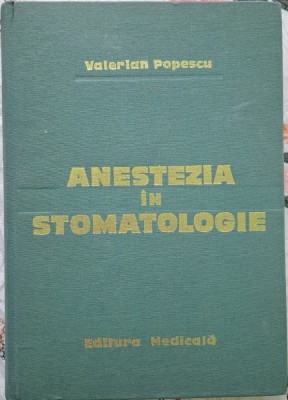 Valerian Popescu
ANESTEZIA
ÎN
STOMATOLOGIE
Editura Medicală